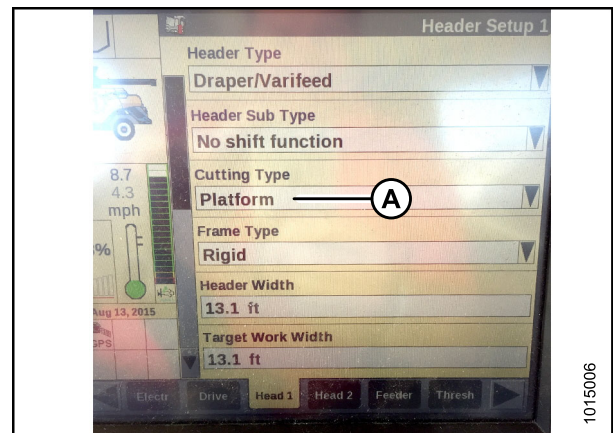 Header Setup 1
Header Type
Draper/Varifeed
Header Sub Type
No shift function
Cutting Type
Platform
A
Frame Type
Rigid
Header Width
13.1 ft
Target Work Width
13.1 ft
8.7
4.3
mph
%
Aug 13, 2015
GPS
Electr
Drive
Head 1
Head 2
Feeder
Thresh
1015006